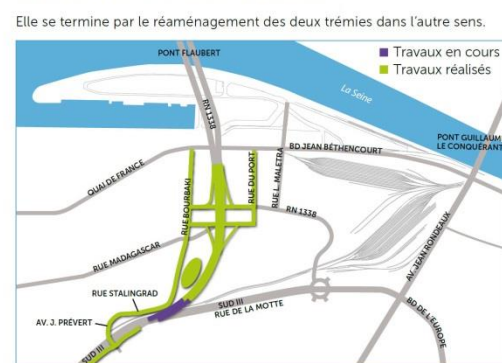 Elle se termine par le réaménagement des deux trémies dans l'autre sens.
PONT FLAUBERT
Travaux en cours
Travaux réalisés
La Seine
RN 1338
PONT GUILLAUM
LE CONQUÉRANT
BD JEAN BÉTHENCOURT
QUAI DE FRANCE
RUE BOURBAKI
RUE DU PORT
RUE L. MALETRA
RN 1338
RUE MADAGASCAR
AV. JEAN RONDEAUX
RUE STALINGRAD
SUD III
RUE DE LA MOTTE
BD DE L'EUROPE
AV. J. PRÉVERT
SUD III